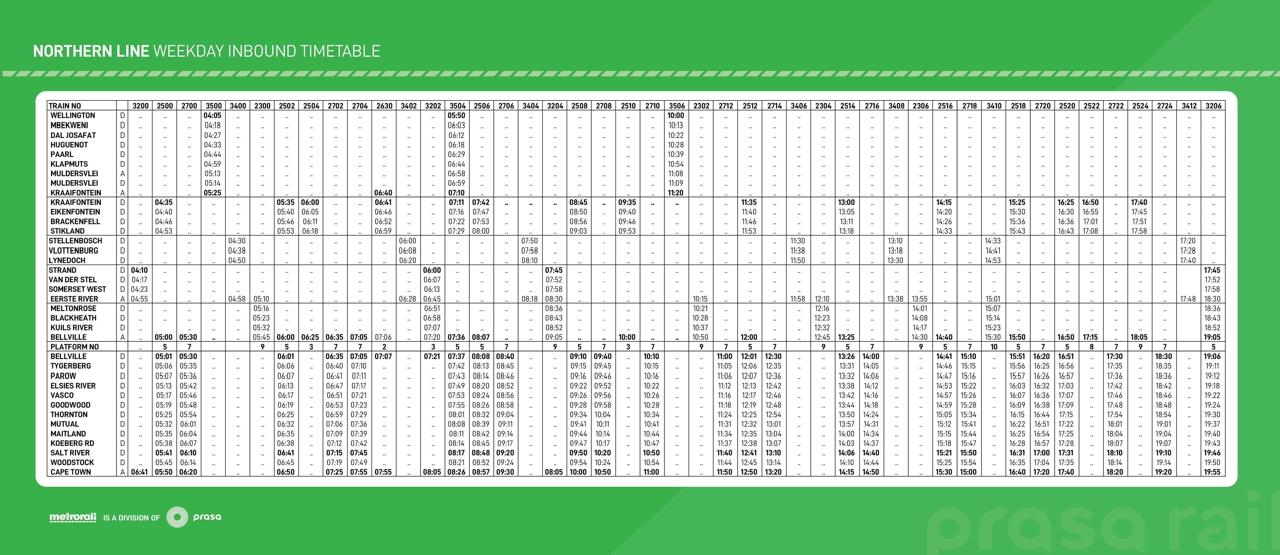 NORTHERN LINE WEEKDAY INBOUND TIMETABLE
TRAIN NO 3200 2500 2700 3500 3400 2300 2502 2504 2702 2704 2630 3402 3202 3504 2506 2706 3404 3204 2508 2708 2510 2710 3506 2302 2712 2512 2714 3406 2304 2514 2716 3408 2306 2516 2718 3410 2518 2720 2520 2522 2722 2524 2724 3412 3206
WELLINGTON D 04:05 05:50 10:00
MBEKWENI D 04:18 06:03 10:13
DAL JOSAFAT D 04:27 06:12 10:22
HUGUENOT D 04:33 06:18 10:28
PAARL D 04:44 06:29 10:39
KLAPMUTS D 04:59 06:44 10:54
MULDERSVLEI A 05:13 06:58 11:08
MULDERSVLEI D 05:14 06:59 11:09
KRAAIFONTEIN A 05:25 06:40 07:10 11:20
KRAAIFONTEIN D 04:35 05:35 06:00 06:41 07:11 07:42 08:45 09:35 11:35 13:00 14:15 15:25 16:25 16:50 17:40
EIKENFONTEIN D 04:40 05:40 06:05 06:46 07:16 07:47 08:50 09:40 11:40 13:05 14:20 15:30 16:30 16:55 17:45
BRACKENFELL D 04:46 05:46 06:11 06:52 07:22 07:53 08:56 09:46 11:46 13:11 14:26 15:36 16:36 17:01 17:51
STIKLAND D 04:53 05:53 06:18 06:59 07:29 08:00 09:03 09:53 11:53 13:18 14:33 15:43 16:43 17:08 17:58
STELLENBOSCH D 04:30 06:00 07:50 11:30 13:10 14:33 17:20
VLOTTENBURG D 04:38 06:08 07:58 11:38 13:18 14:41 17:28
LYNEDOCH D 04:50 06:20 08:10 11:50 13:30 14:53 17:40
STRAND D 04:10 06:00 07:45 17:45
VAN DER STEL D 04:17 06:07 07:52 17:52
SOMERSET WEST D 04:23 06:13 07:58 17:58
EERSTE RIVER A 04:55 04:58 05:10 06:28 06:45 08:18 08:30 10:15 11:58 12:10 13:38 13:55 15:01 17:48 18:30
MELTONROSE D 05:16 06:51 08:36 10:21 12:16 14:01 15:07 18:36
BLACKHEATH D 05:23 06:58 08:43 10:28 12:23 14:08 15:14 18:43
KUILS RIVER D 05:32 07:07 08:52 10:37 12:32 14:17 15:23 18:52
BELLVILLE D 05:00 05:30 05:45 06:00 06:25 06:35 07:05 07:06 07:20 07:36 08:07 09:05 10:00 10:50 12:00 12:45 13:25 14:30 14:40 15:30 15:50 16:50 17:15 18:05 19:05
PLATFORM NO 5 7 9 5 3 7 7 2 3 5 5 7 4 5 7 3 7 9 7 5 7 9 5 4 9 5 7 10 5 7 5 8 7 9 7 5
BELLVILLE D 05:01 05:30 06:01 06:35 07:05 07:07 07:21 07:37 08:08 08:40 09:10 09:40 10:10 11:00 12:01 12:30 13:26 14:00 14:41 15:10 15:51 16:20 16:51 17:30 18:30 19:06
TYGERBERG D 05:06 05:35 06:06 06:40 07:10 07:42 08:13 08:45 09:15 09:45 10:15 11:05 12:06 12:35 13:31 14:05 14:46 15:15 15:56 16:25 16:56 17:35 18:35 19:11
PAROW D 05:07 05:36 06:07 06:41 07:11 07:43 08:14 08:46 09:16 09:46 10:16 11:06 12:07 12:36 13:32 14:06 14:47 15:16 15:57 16:26 16:57 17:36 18:36 19:12
ELSIES RIVER D 05:13 05:42 06:13 06:47 07:17 07:49 08:20 08:52 09:22 09:52 10:22 11:12 12:13 12:42 13:38 14:12 14:53 15:22 16:03 16:32 17:03 17:42 18:42 19:18
VASCO D 05:17 05:46 06:17 06:51 07:21 07:53 08:24 08:56 09:26 09:56 10:26 11:16 12:17 12:46 13:42 14:16 14:57 15:26 16:07 16:36 17:07 17:46 18:46 19:22
GOODWOOD D 05:19 05:48 06:19 06:53 07:23 07:55 08:26 08:58 09:28 09:58 10:28 11:18 12:19 12:48 13:44 14:18 14:59 15:28 16:09 16:38 17:09 17:48 18:48 19:24
THORNTON D 05:25 05:54 06:25 06:59 07:29 08:01 08:32 09:04 09:34 10:04 10:34 11:24 12:25 12:54 13:50 14:24 15:05 15:34 16:15 16:44 17:15 17:54 18:54 19:30
MUTUAL D 05:32 06:01 06:32 07:06 07:36 08:08 08:39 09:11 09:41 10:11 10:41 11:31 12:32 13:01 13:57 14:31 15:12 15:41 16:22 16:51 17:22 18:01 19:01 19:37
MAITLAND D 05:35 06:04 06:35 07:09 07:39 08:11 08:42 09:14 09:44 10:14 10:44 11:34 12:35 13:04 14:00 14:34 15:15 15:44 16:25 16:54 17:25 18:04 19:04 19:40
KOEBERG RD D 05:38 06:07 06:38 07:12 07:42 08:14 08:45 09:17 09:47 10:17 10:47 11:37 12:38 13:07 14:03 14:37 15:18 15:47 16:28 16:57 17:28 18:07 19:07 19:43
SALT RIVER D 05:41 06:10 06:41 07:15 07:45 08:17 08:48 09:20 09:50 10:20 10:50 11:40 12:41 13:10 14:06 14:40 15:21 15:50 16:31 17:00 17:31 18:10 19:10 19:46
WOODSTOCK D 05:45 06:14 06:45 07:19 07:49 08:21 08:52 09:24 09:54 10:24 10:54 11:44 12:45 13:14 14:10 14:44 15:25 15:54 16:35 17:04 17:35 18:14 19:14 19:50
CAPE TOWN A 06:41 05:50 06:20 06:50 07:25 07:55 07:55 08:05 08:26 08:57 09:30 08:05 10:00 10:50 11:00 11:50 12:50 13:20 14:15 14:50 15:30 15:00 16:40 17:20 17:40 18:20 19:20 19:55
metrorail IS A DIVISION OF prasa
prasa rail